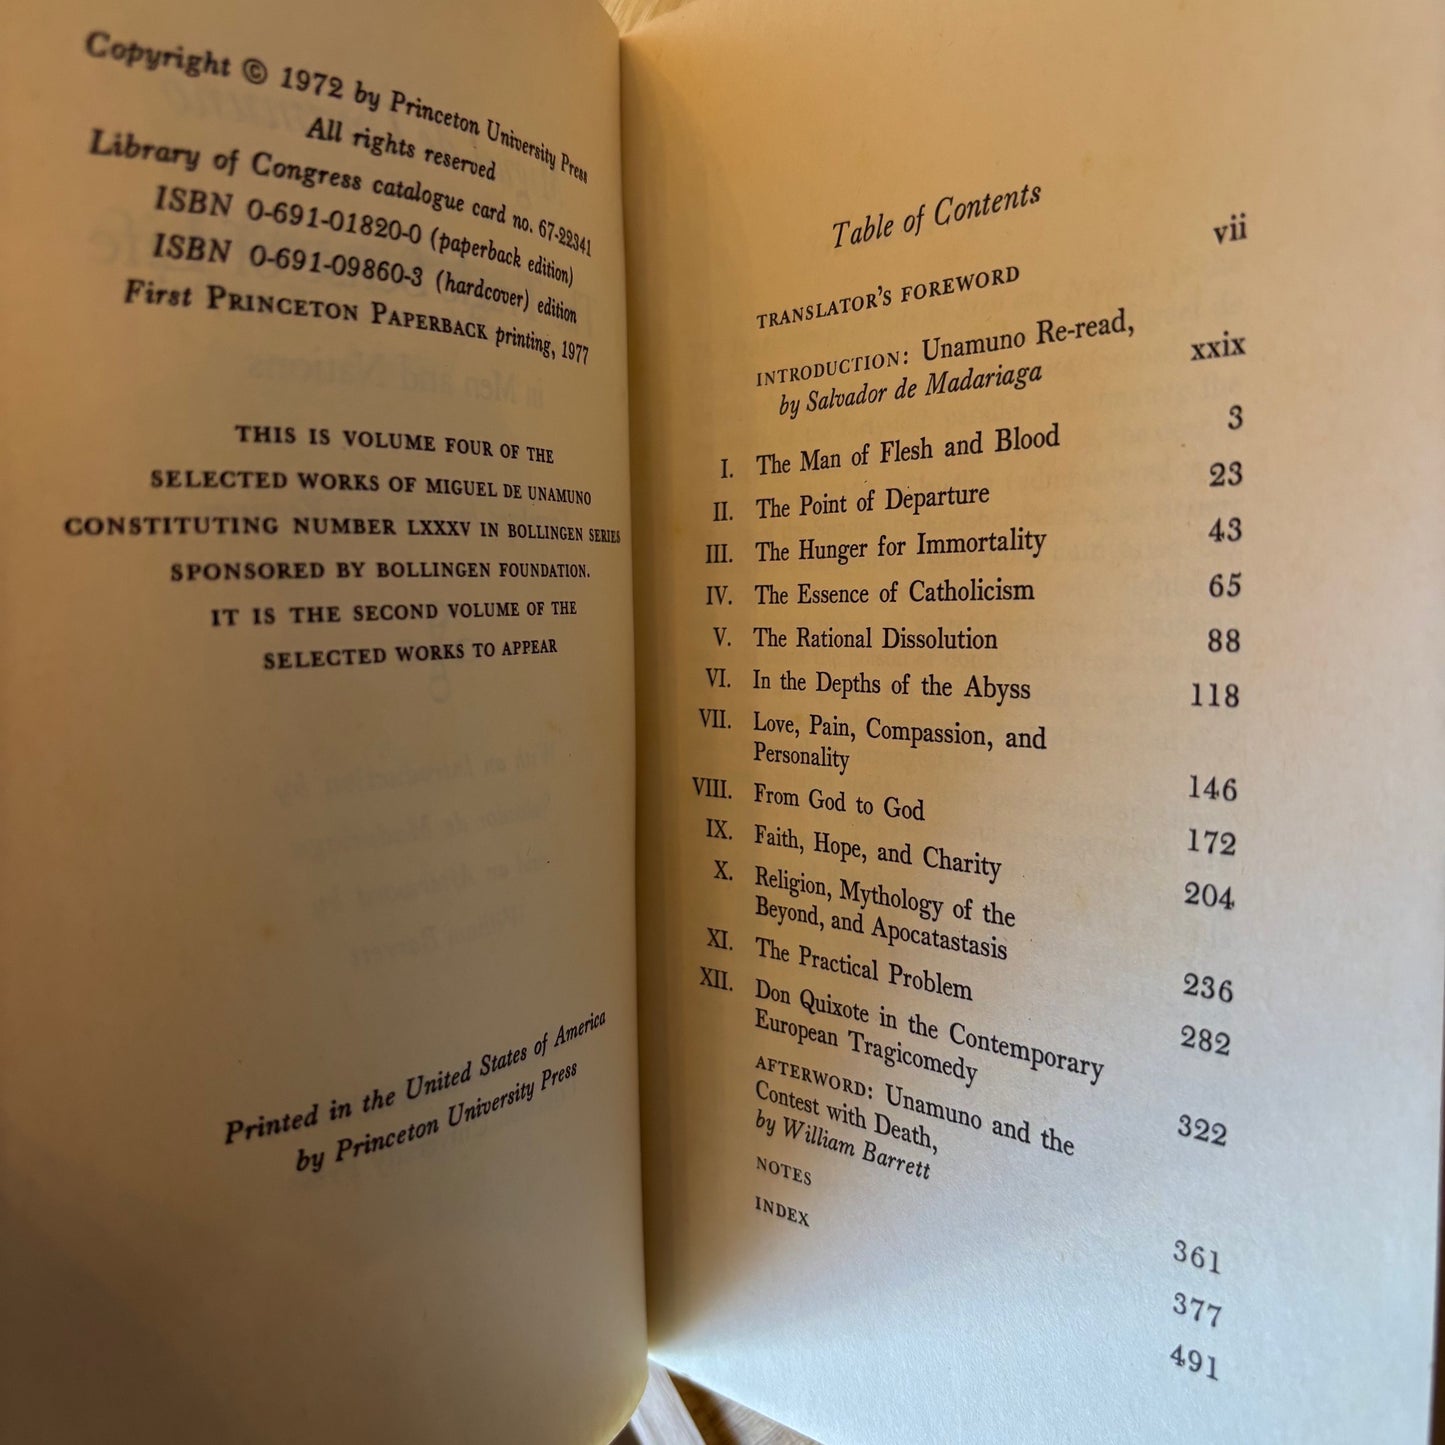 Copyright © 1972 by Princeton University Press
All rights reserved
Library of Congress catalogue card no. 67-22341
ISBN 0-691-01820-0 (paperback edition)
ISBN 0-691-09860-3 (hardcover) edition
First PRINCETON PAPERBACK printing, 1977
THIS IS VOLUME FOUR OF THE
SELECTED WORKS OF MIGUEL DE UNAMUNO
CONSTITUTING NUMBER LXXXV IN BOLLINGEN SERIES
SPONSORED BY BOLLINGEN FOUNDATION.
IT IS THE SECOND VOLUME OF THE
SELECTED WORKS TO APPEAR
Printed in the United States of America
by Princeton University Press
Table of Contents
TRANSLATOR'S FOREWORD vii
INTRODUCTION: Unamuno Re-read,
by Salvador de Madariaga xxix
I. The Man of Flesh and Blood 3
II. The Point of Departure 23
III. The Hunger for Immortality 43
IV. The Essence of Catholicism 65
V. The Rational Dissolution 88
VI. In the Depths of the Abyss 118
VII. Love, Pain, Compassion, and
Personality 146
VIII. From God to God 172
IX. Faith, Hope, and Charity 204
X. Religion, Mythology of the
Beyond, and Apocatastasis 236
XI. The Practical Problem 282
XII. Don Quixote in the Contemporary
European Tragicomedy 322
AFTERWORD: Unamuno and the
Contest with Death,
by William Barrett 361
NOTES 377
INDEX 491